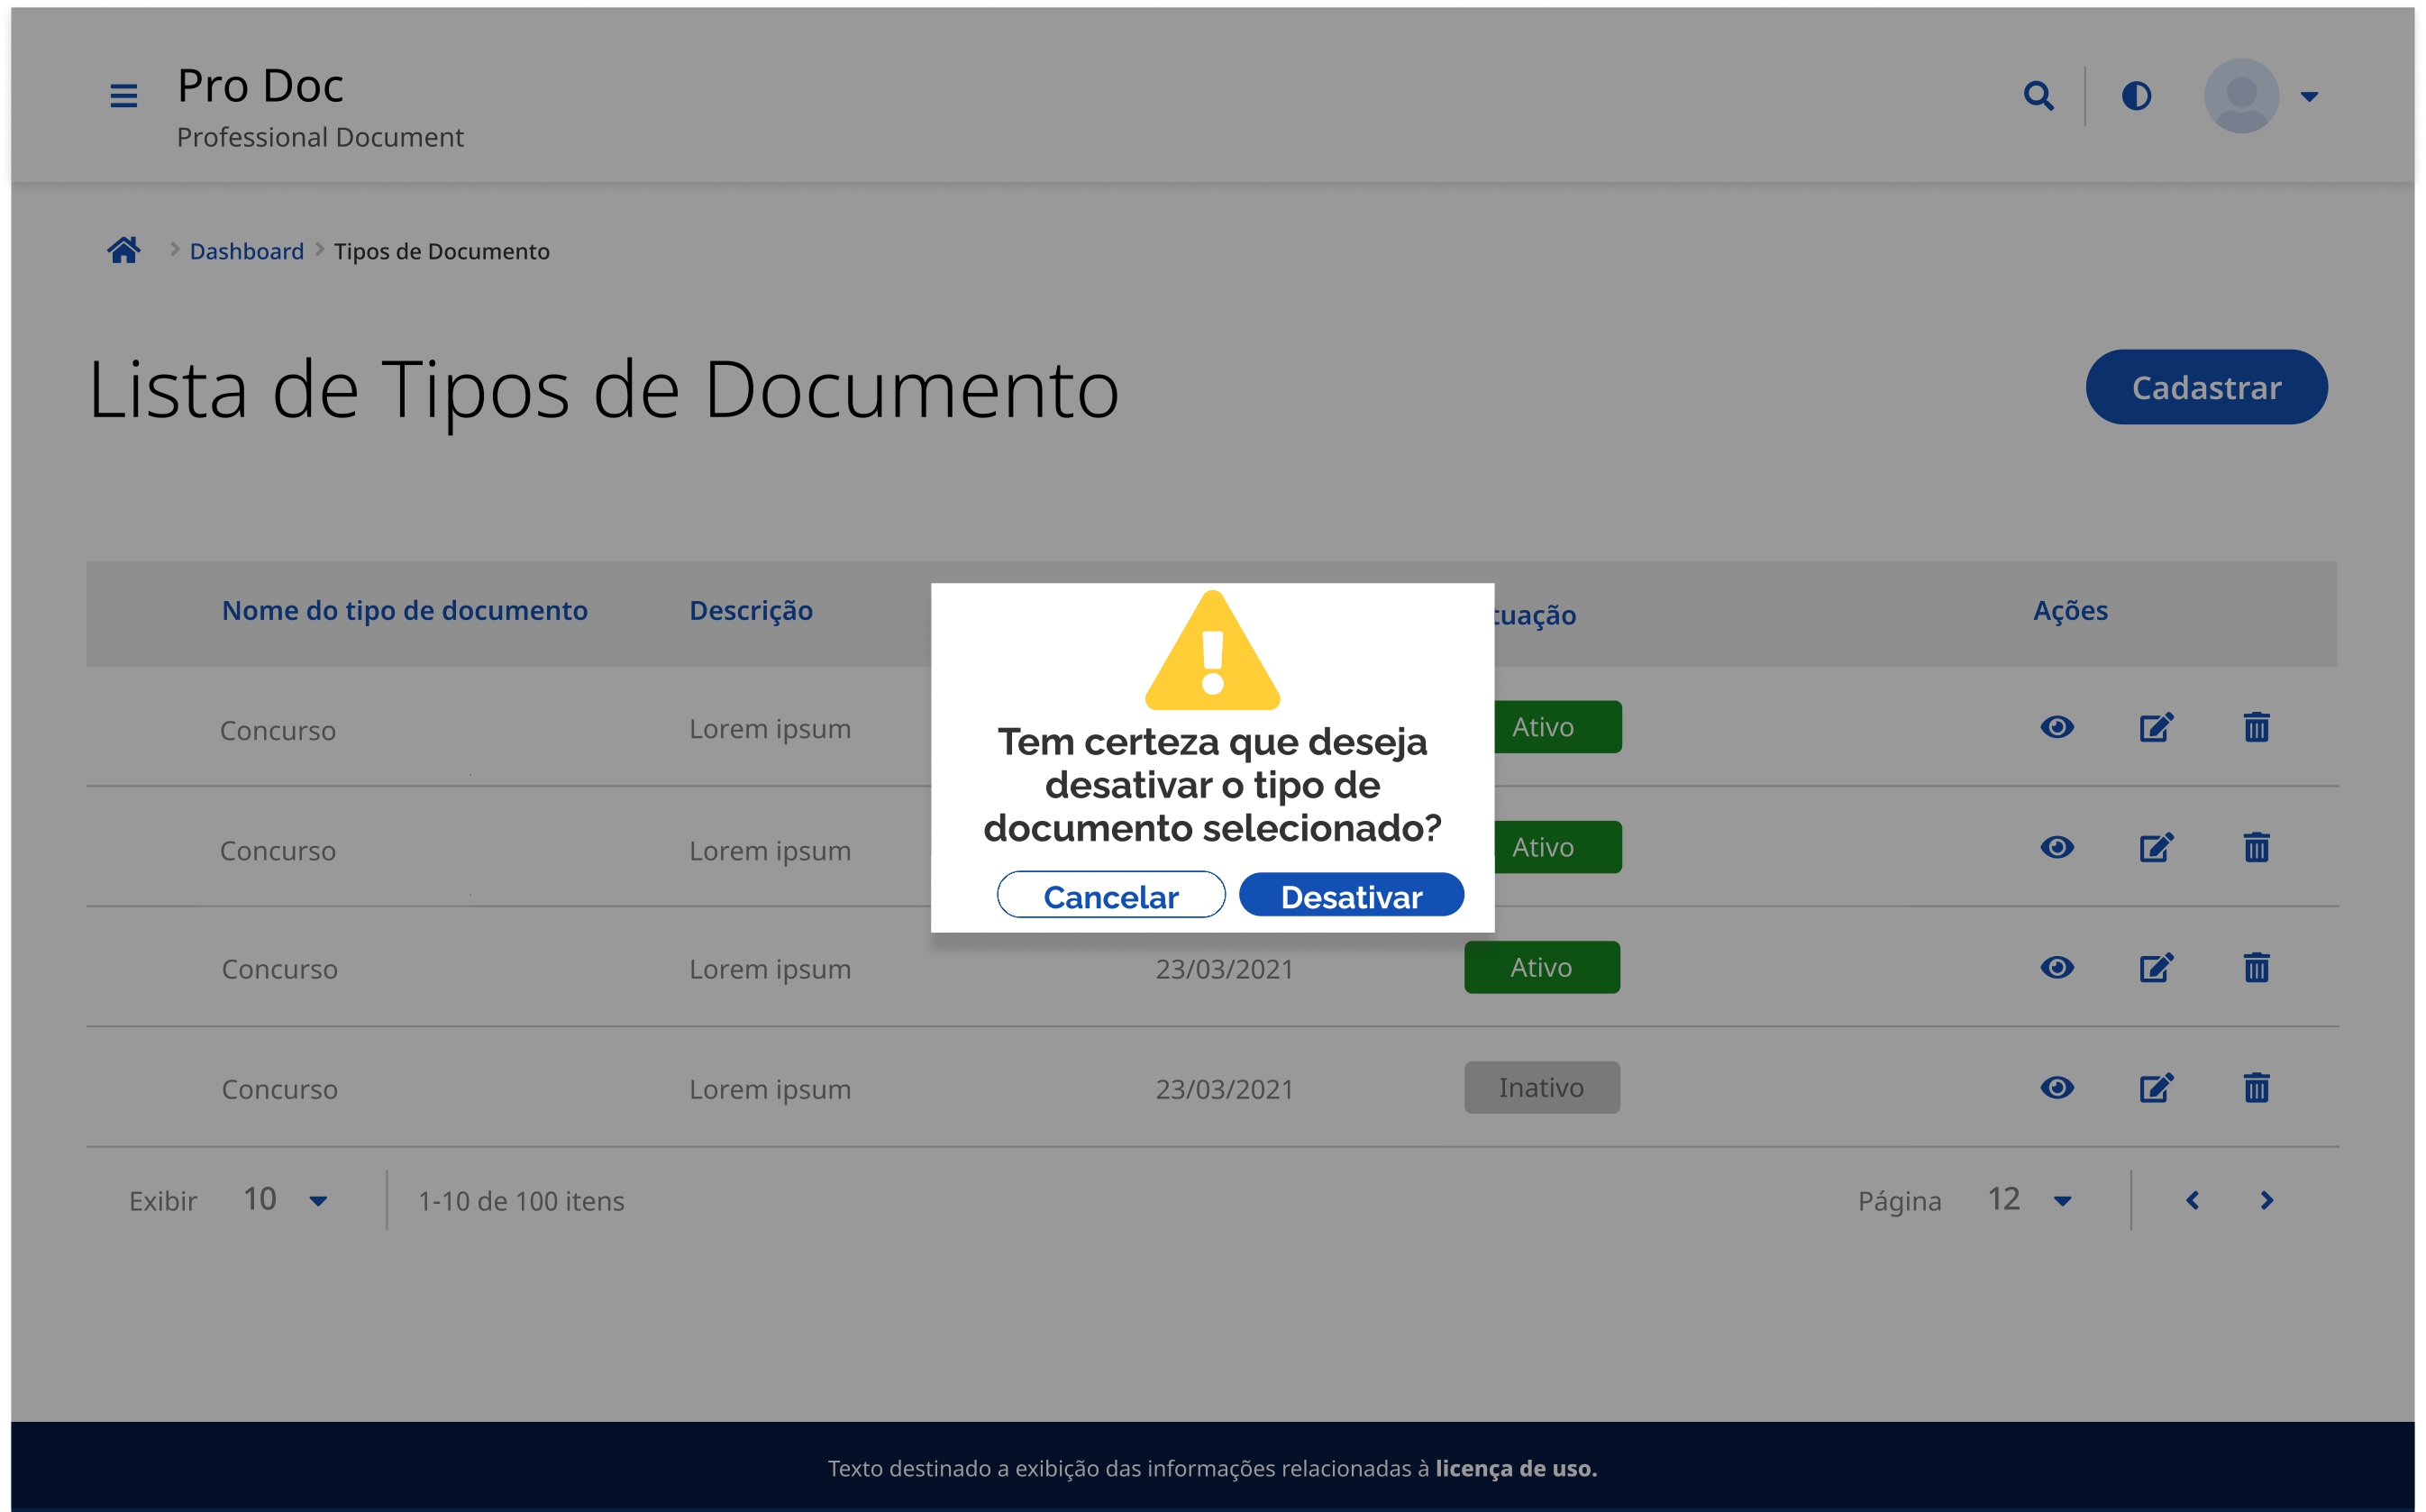 Pro Doc
Professional Document
Dashboard Tipos de Documento
Lista de Tipos de Documento
Cadastrar
Nome do tipo de documento Descrição tuação Ações
Concurso Lorem ipsum Ativo
Concurso Lorem ipsum Ativo
Concurso Lorem ipsum 23/03/2021 Ativo
Concurso Lorem ipsum 23/03/2021 Inativo
Tem certeza que deseja
desativar o tipo de
documento selecionado?
Cancelar Desativar
Exibir 10 1-10 de 100 itens Página 12
Texto destinado a exibição das informações relacionadas à licença de uso.